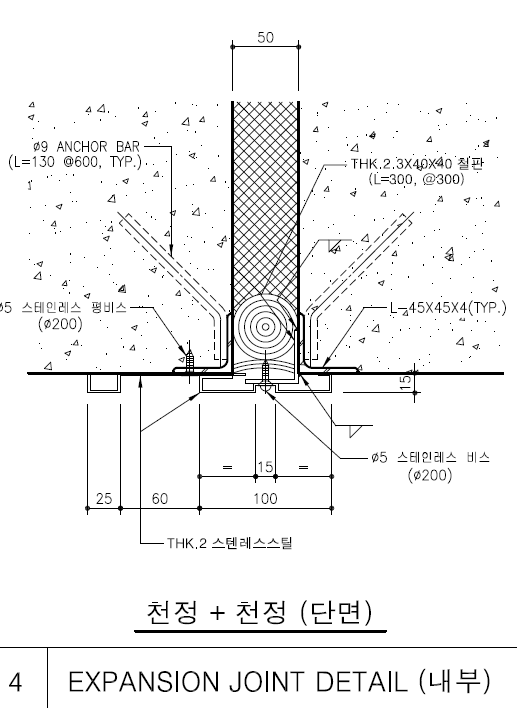 50
ø9 ANCHOR BAR
(L=130 @600, TYP.)
THK.2.3X40X40 철판
(L=300, @300)
ø5 스테인레스 평비스
(ø200)
L-45X45X4(TYP.)
15
ø5 스테인레스 비스
(ø200)
= 15 =
25 60 100
THK.2 스텐레스스틸
천정 + 천정 (단면)
4 EXPANSION JOINT DETAIL (내부)